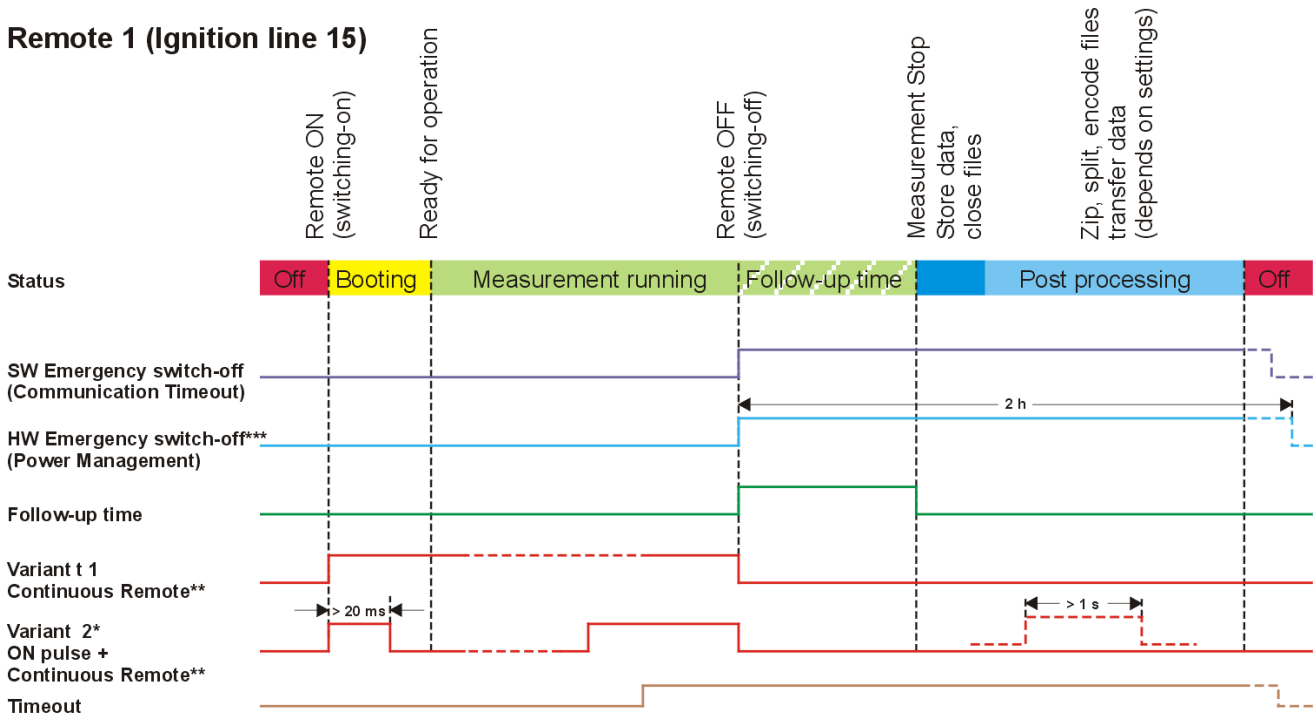 Remote 1 (Ignition line 15)
Remote ON
(switching-on)
Ready for operation
Remote OFF
(switching-off)
Measurement Stop
Store data,
close files
Zip, split, encode files
transfer data
(depends on settings)
Status
Off
Booting
Measurement running
Follow-up time
Post processing
Off
SW Emergency switch-off
(Communication Timeout)
2 h
HW Emergency switch-off***
(Power Management)
Follow-up time
Variant t 1
Continuous Remote**
> 20 ms
> 1 s
Variant 2*
ON pulse +
Continuous Remote**
Timeout